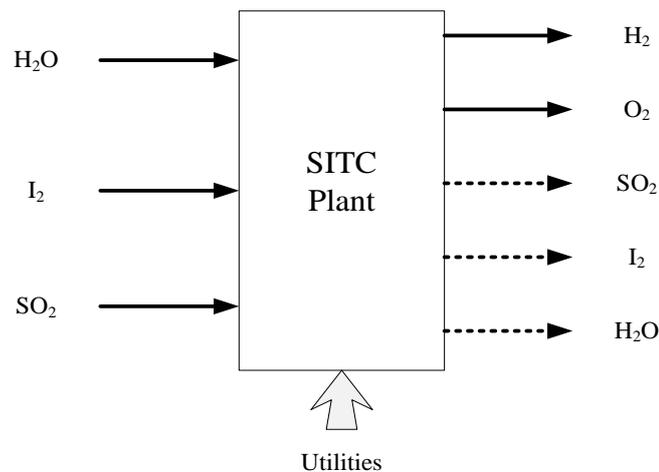 H₂O
I₂
SO₂
SITC
Plant
H₂
O₂
SO₂
I₂
H₂O
Utilities